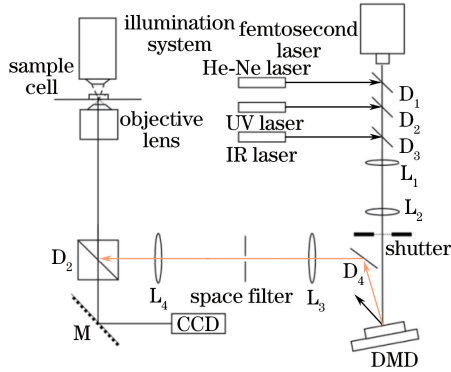 illumination
system
femtosecond
laser
sample
cell
He-Ne laser
D1
UV laser
D2
IR laser
D3
objective
lens
L1
L2
shutter
D2
L4
space filter
L3
D4
M
CCD
DMD